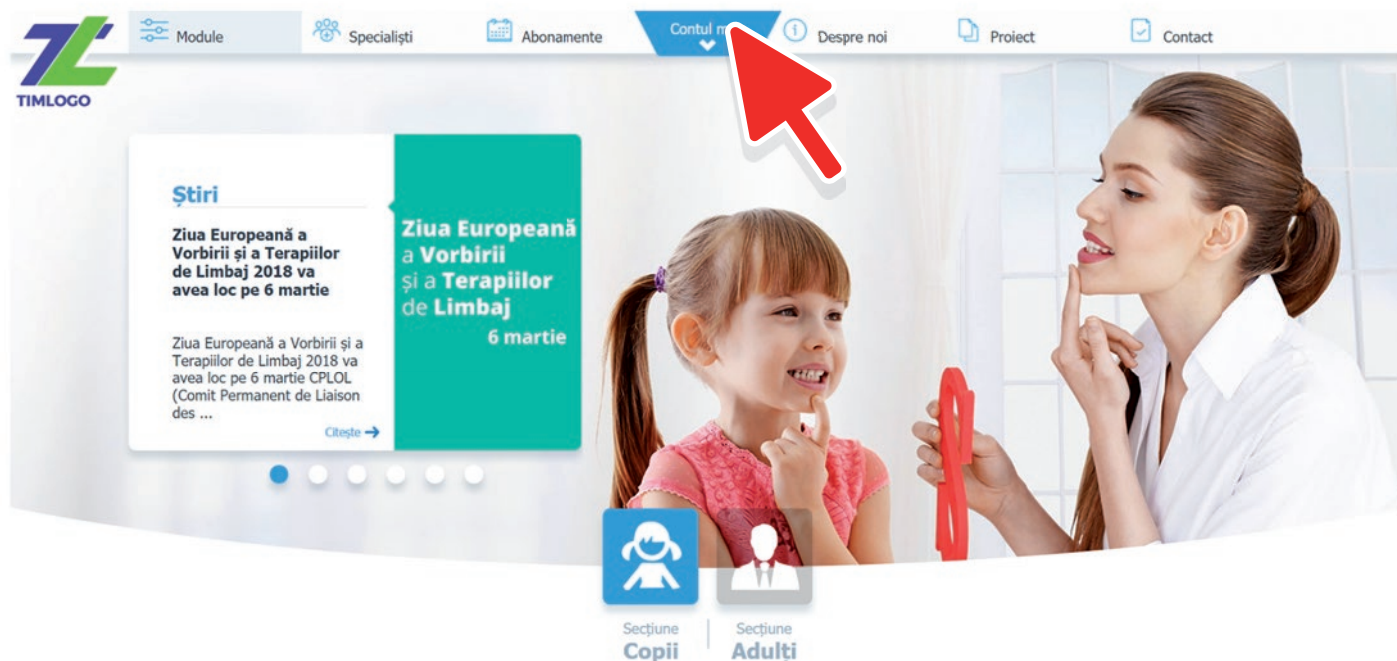 Module
Specialiști
Abonamente
Contul
Despre noi
Proiect
Contact
TIMLOGO
Știri
Ziua Europeană a
Vorbirii și a Terapiilor
de Limbaj 2018 va
avea loc pe 6 martie
Ziua Europeană a Vorbirii și a
Terapiilor de Limbaj 2018 va
avea loc pe 6 martie CPLOL
(Comit Permanent de Liaison
des ...
Citește
Ziua Europeană
a Vorbirii
și a Terapiilor
de Limbaj
6 martie
Secțiune
Copii
Secțiune
Adulți